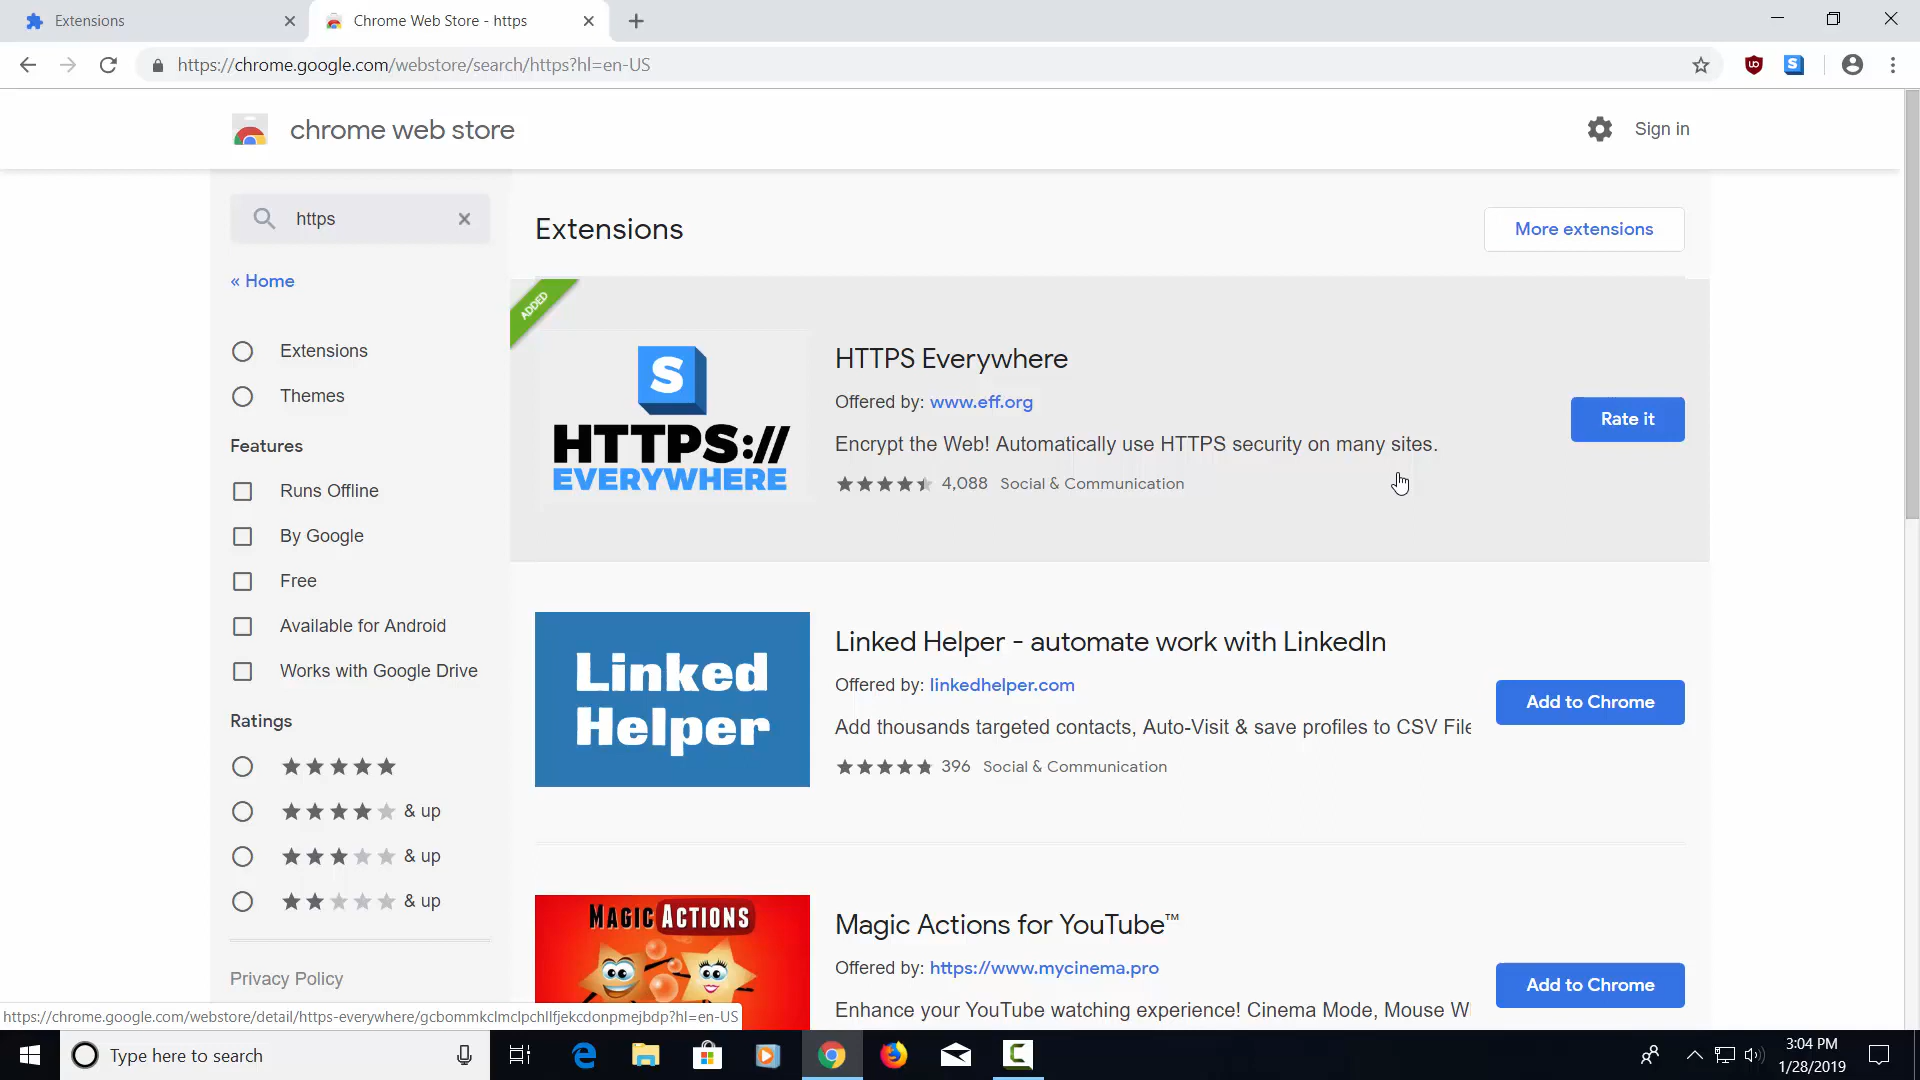 Extensions
Chrome Web Store - https
https://chrome.google.com/webstore/search/https?hl=en-US
chrome web store
Sign in
https
« Home
Extensions
Themes
Features
Runs Offline
By Google
Free
Available for Android
Works with Google Drive
Ratings
& up
& up
& up
Privacy Policy
Extensions
More extensions
ADDED
S
HTTPS://
EVERYWHERE
HTTPS Everywhere
Offered by: www.eff.org
Encrypt the Web! Automatically use HTTPS security on many sites.
4,088 Social & Communication
Rate it
Linked
Helper
Linked Helper - automate work with LinkedIn
Offered by: linkedhelper.com
Add thousands targeted contacts, Auto-Visit & save profiles to CSV File
396 Social & Communication
Add to Chrome
MAGIC ACTIONS
Magic Actions for YouTube™
Offered by: https://www.mycinema.pro
Enhance your YouTube watching experience! Cinema Mode, Mouse W
Add to Chrome
https://chrome.google.com/webstore/detail/https-everywhere/gcbommkclmclpchllfjekcdonpmejbdp?hl=en-US
Type here to search
3:04 PM
1/28/2019